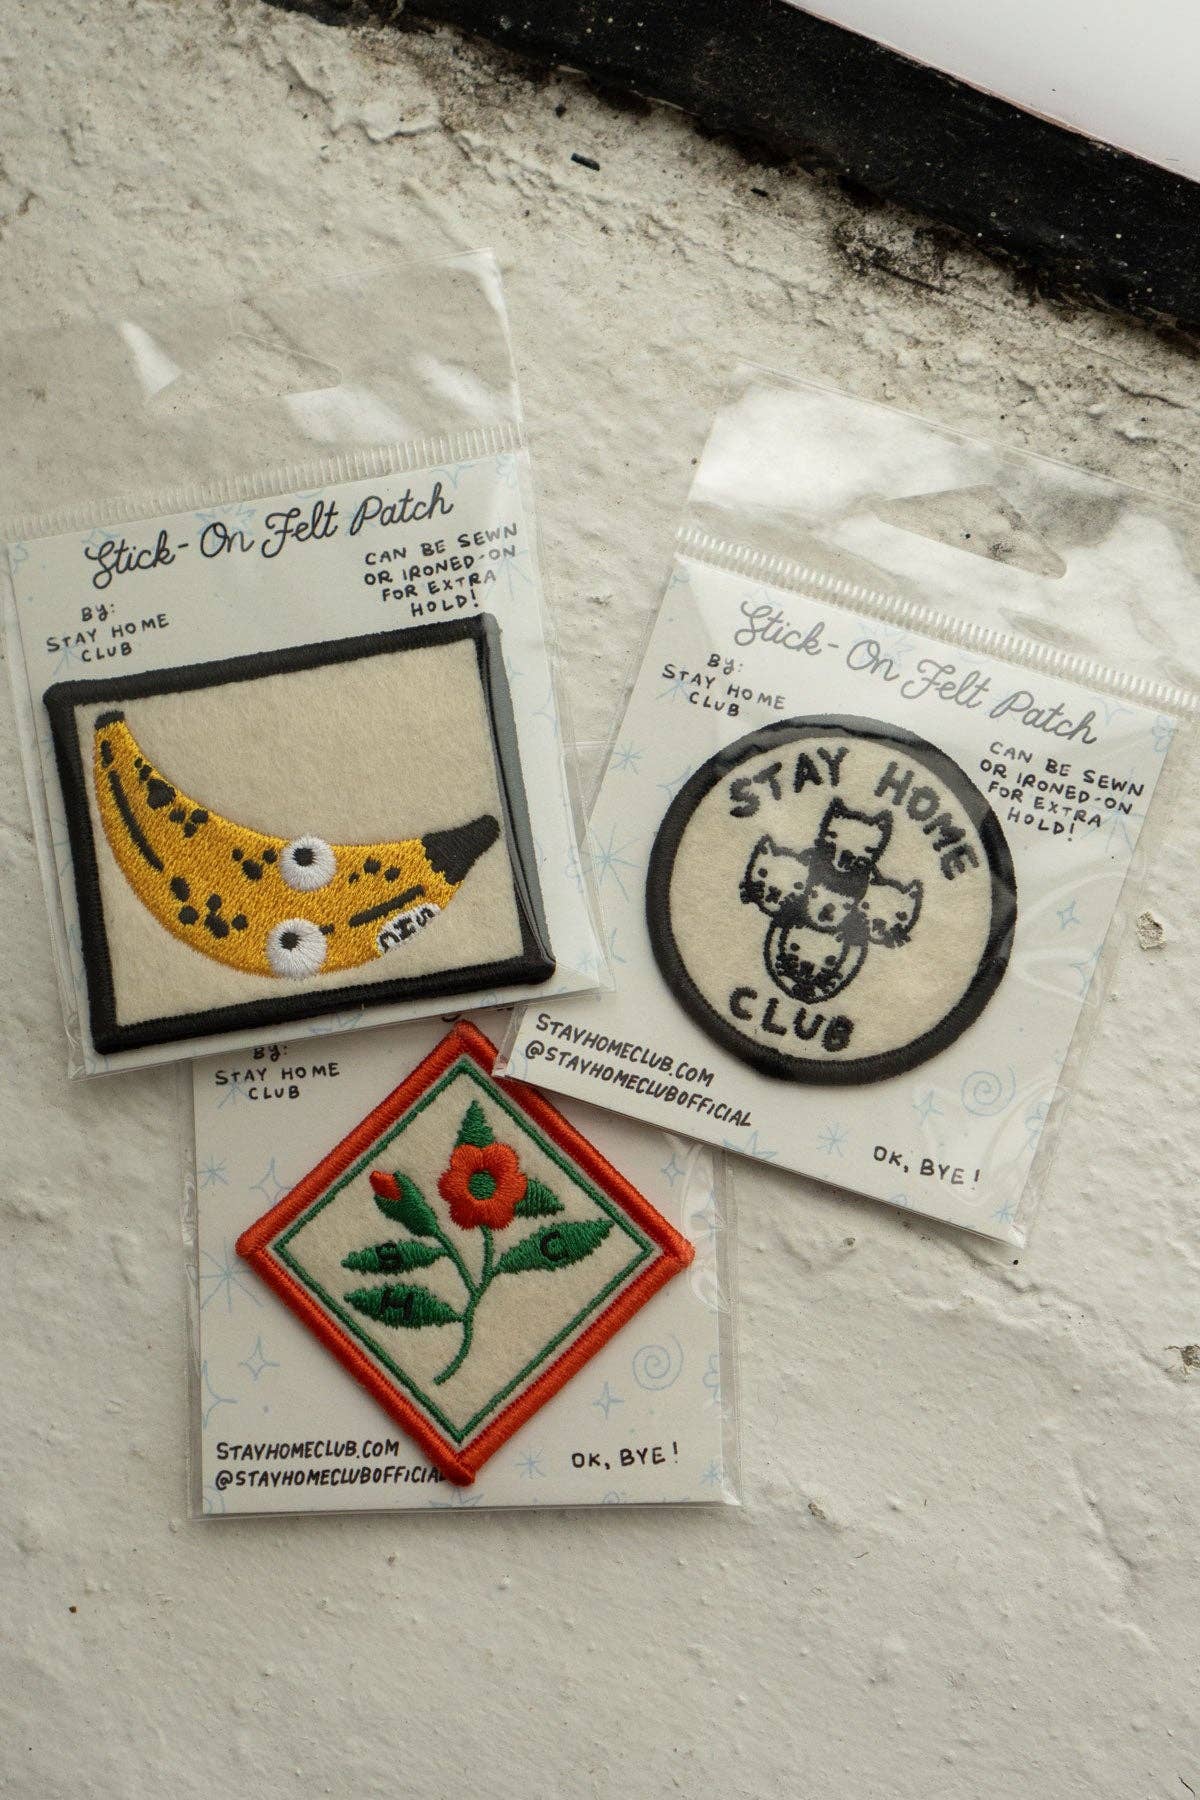 Stick-On Felt Patch
CAN BE SEWN
OR IRONED-ON
FOR EXTRA
HOLD!
By:
STAY HOME
CLUB
SHC
Stick-On Felt Patch
By:
STAY HOME
CLUB
CAN BE SEWN
OR IRONED-ON
FOR EXTRA
HOLD!
STAY HOME
CLUB
STAYHOMECLUB.COM
@STAYHOMECLUBOFFICIAL
OK, BYE!
By:
STAY HOME
CLUB
S C
H
STAYHOMECLUB.COM
@STAYHOMECLUBOFFICIAL
OK, BYE!